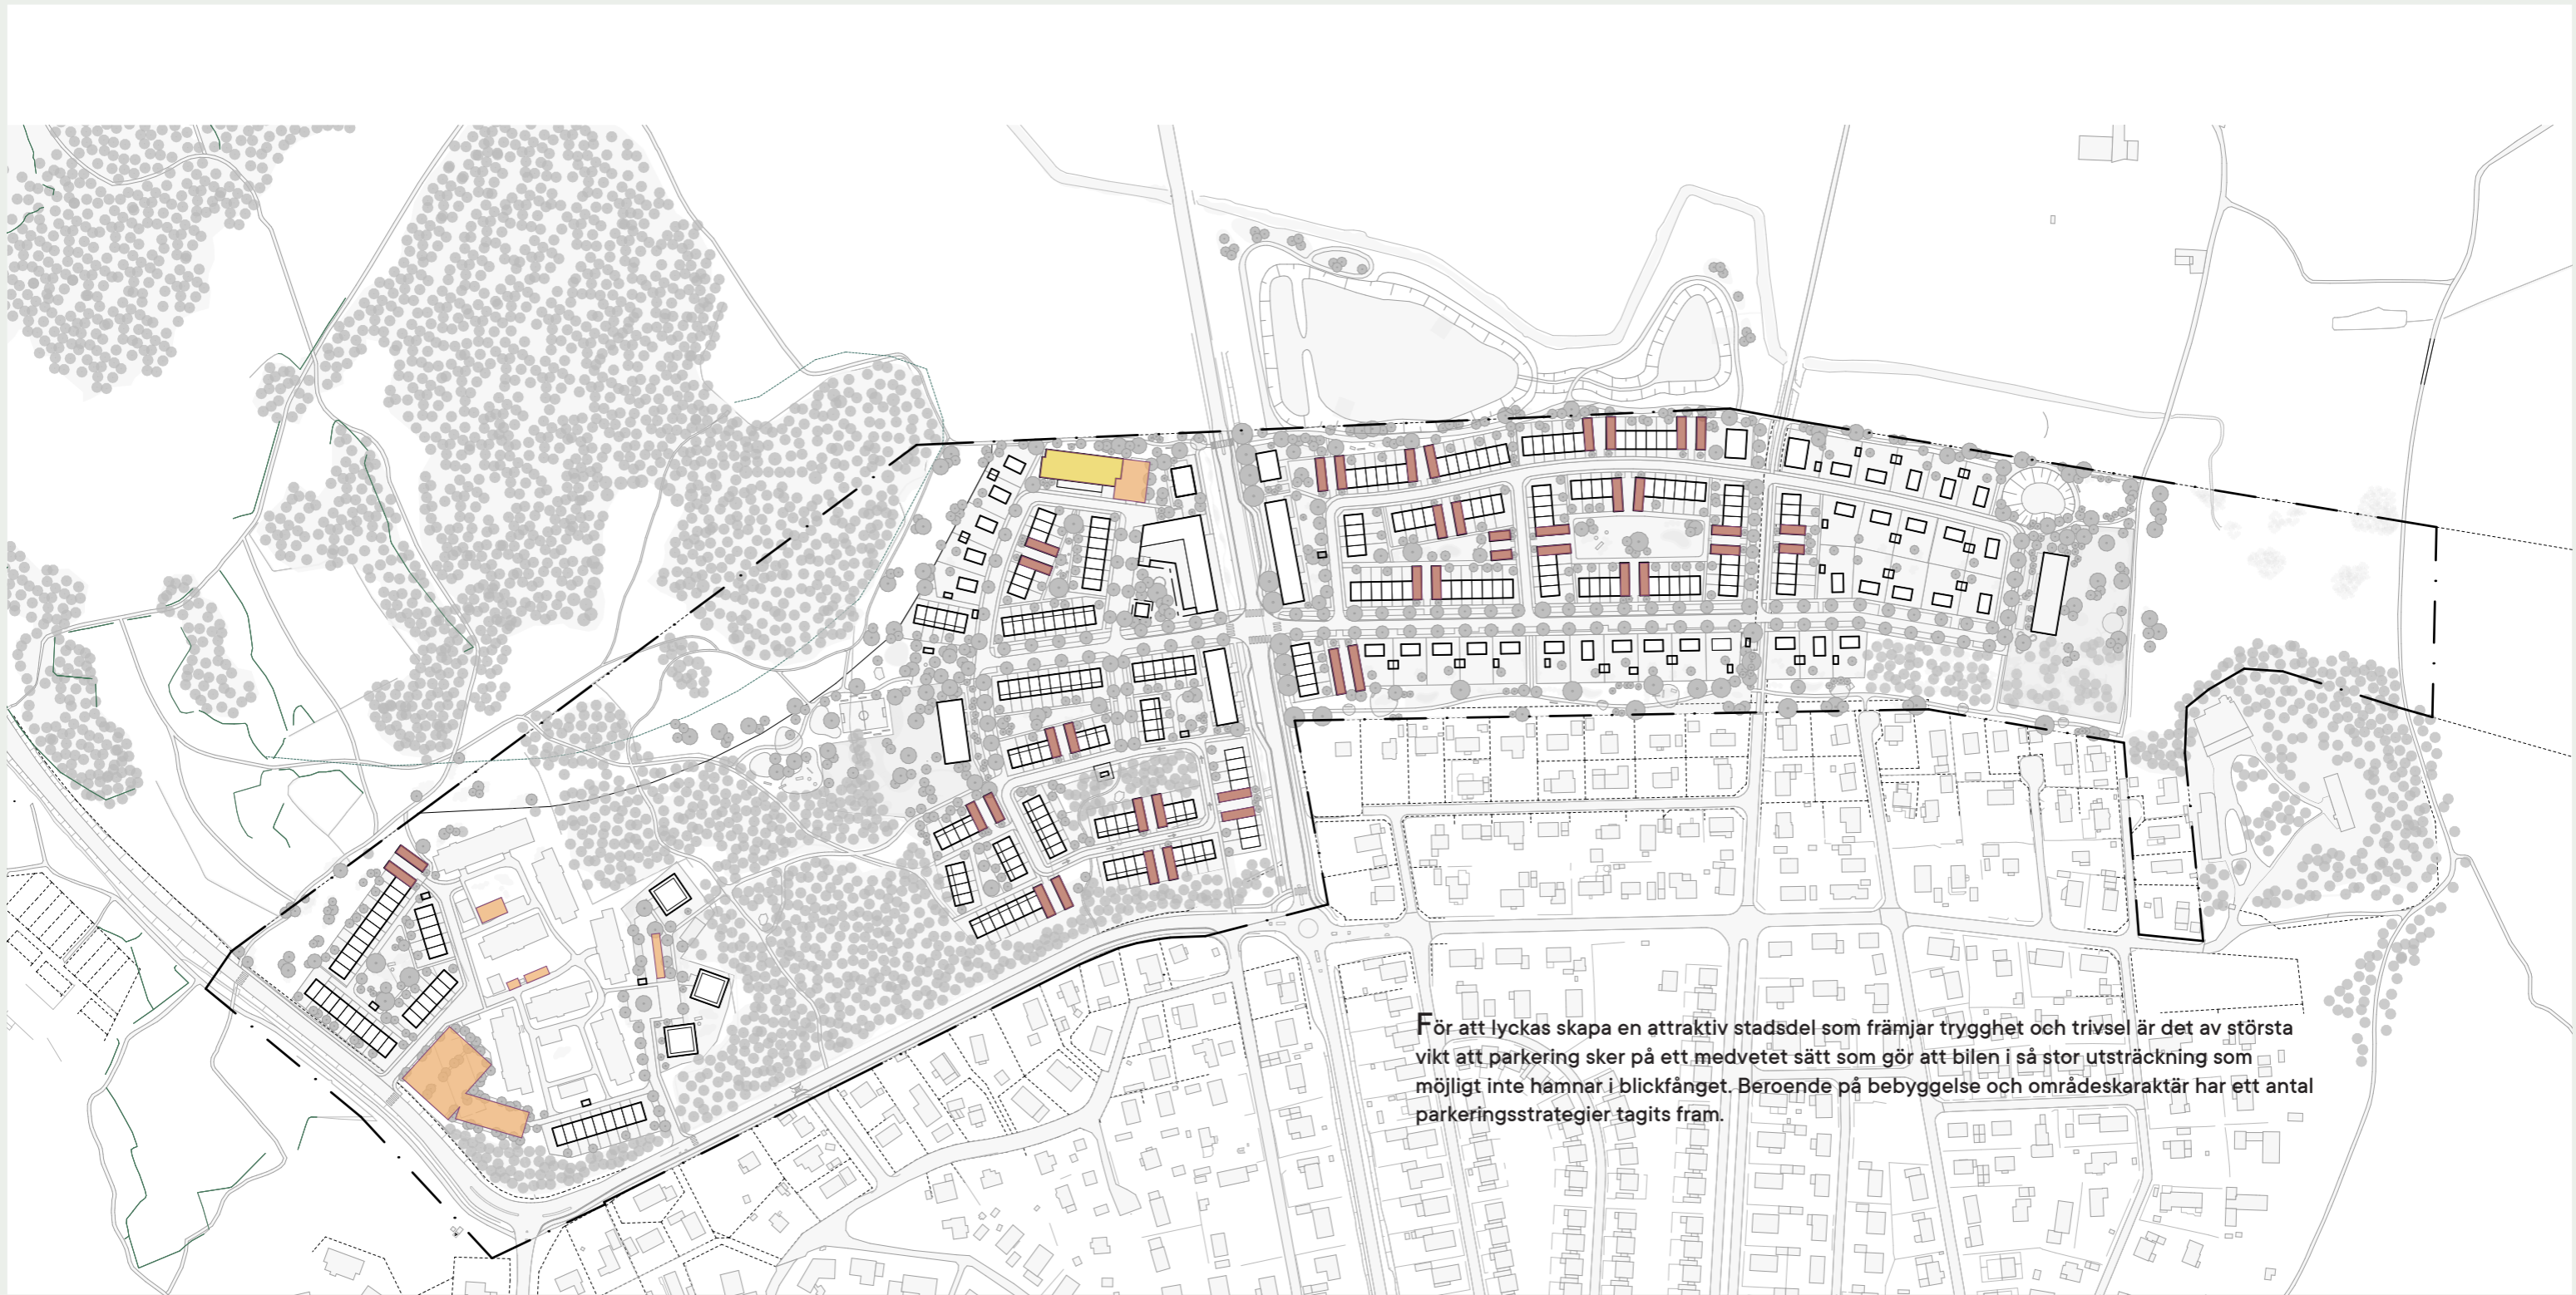 För att lyckas skapa en attraktiv stadsdel som främjar trygghet och trivsel är det av största
vikt att parkering sker på ett medvetet sätt som gör att bilen i så stor utsträckning som
möjligt inte hamnar i blickfånget. Beroende på bebyggelse och områdeskaraktär har ett antal
parkeringsstrategier tagits fram.